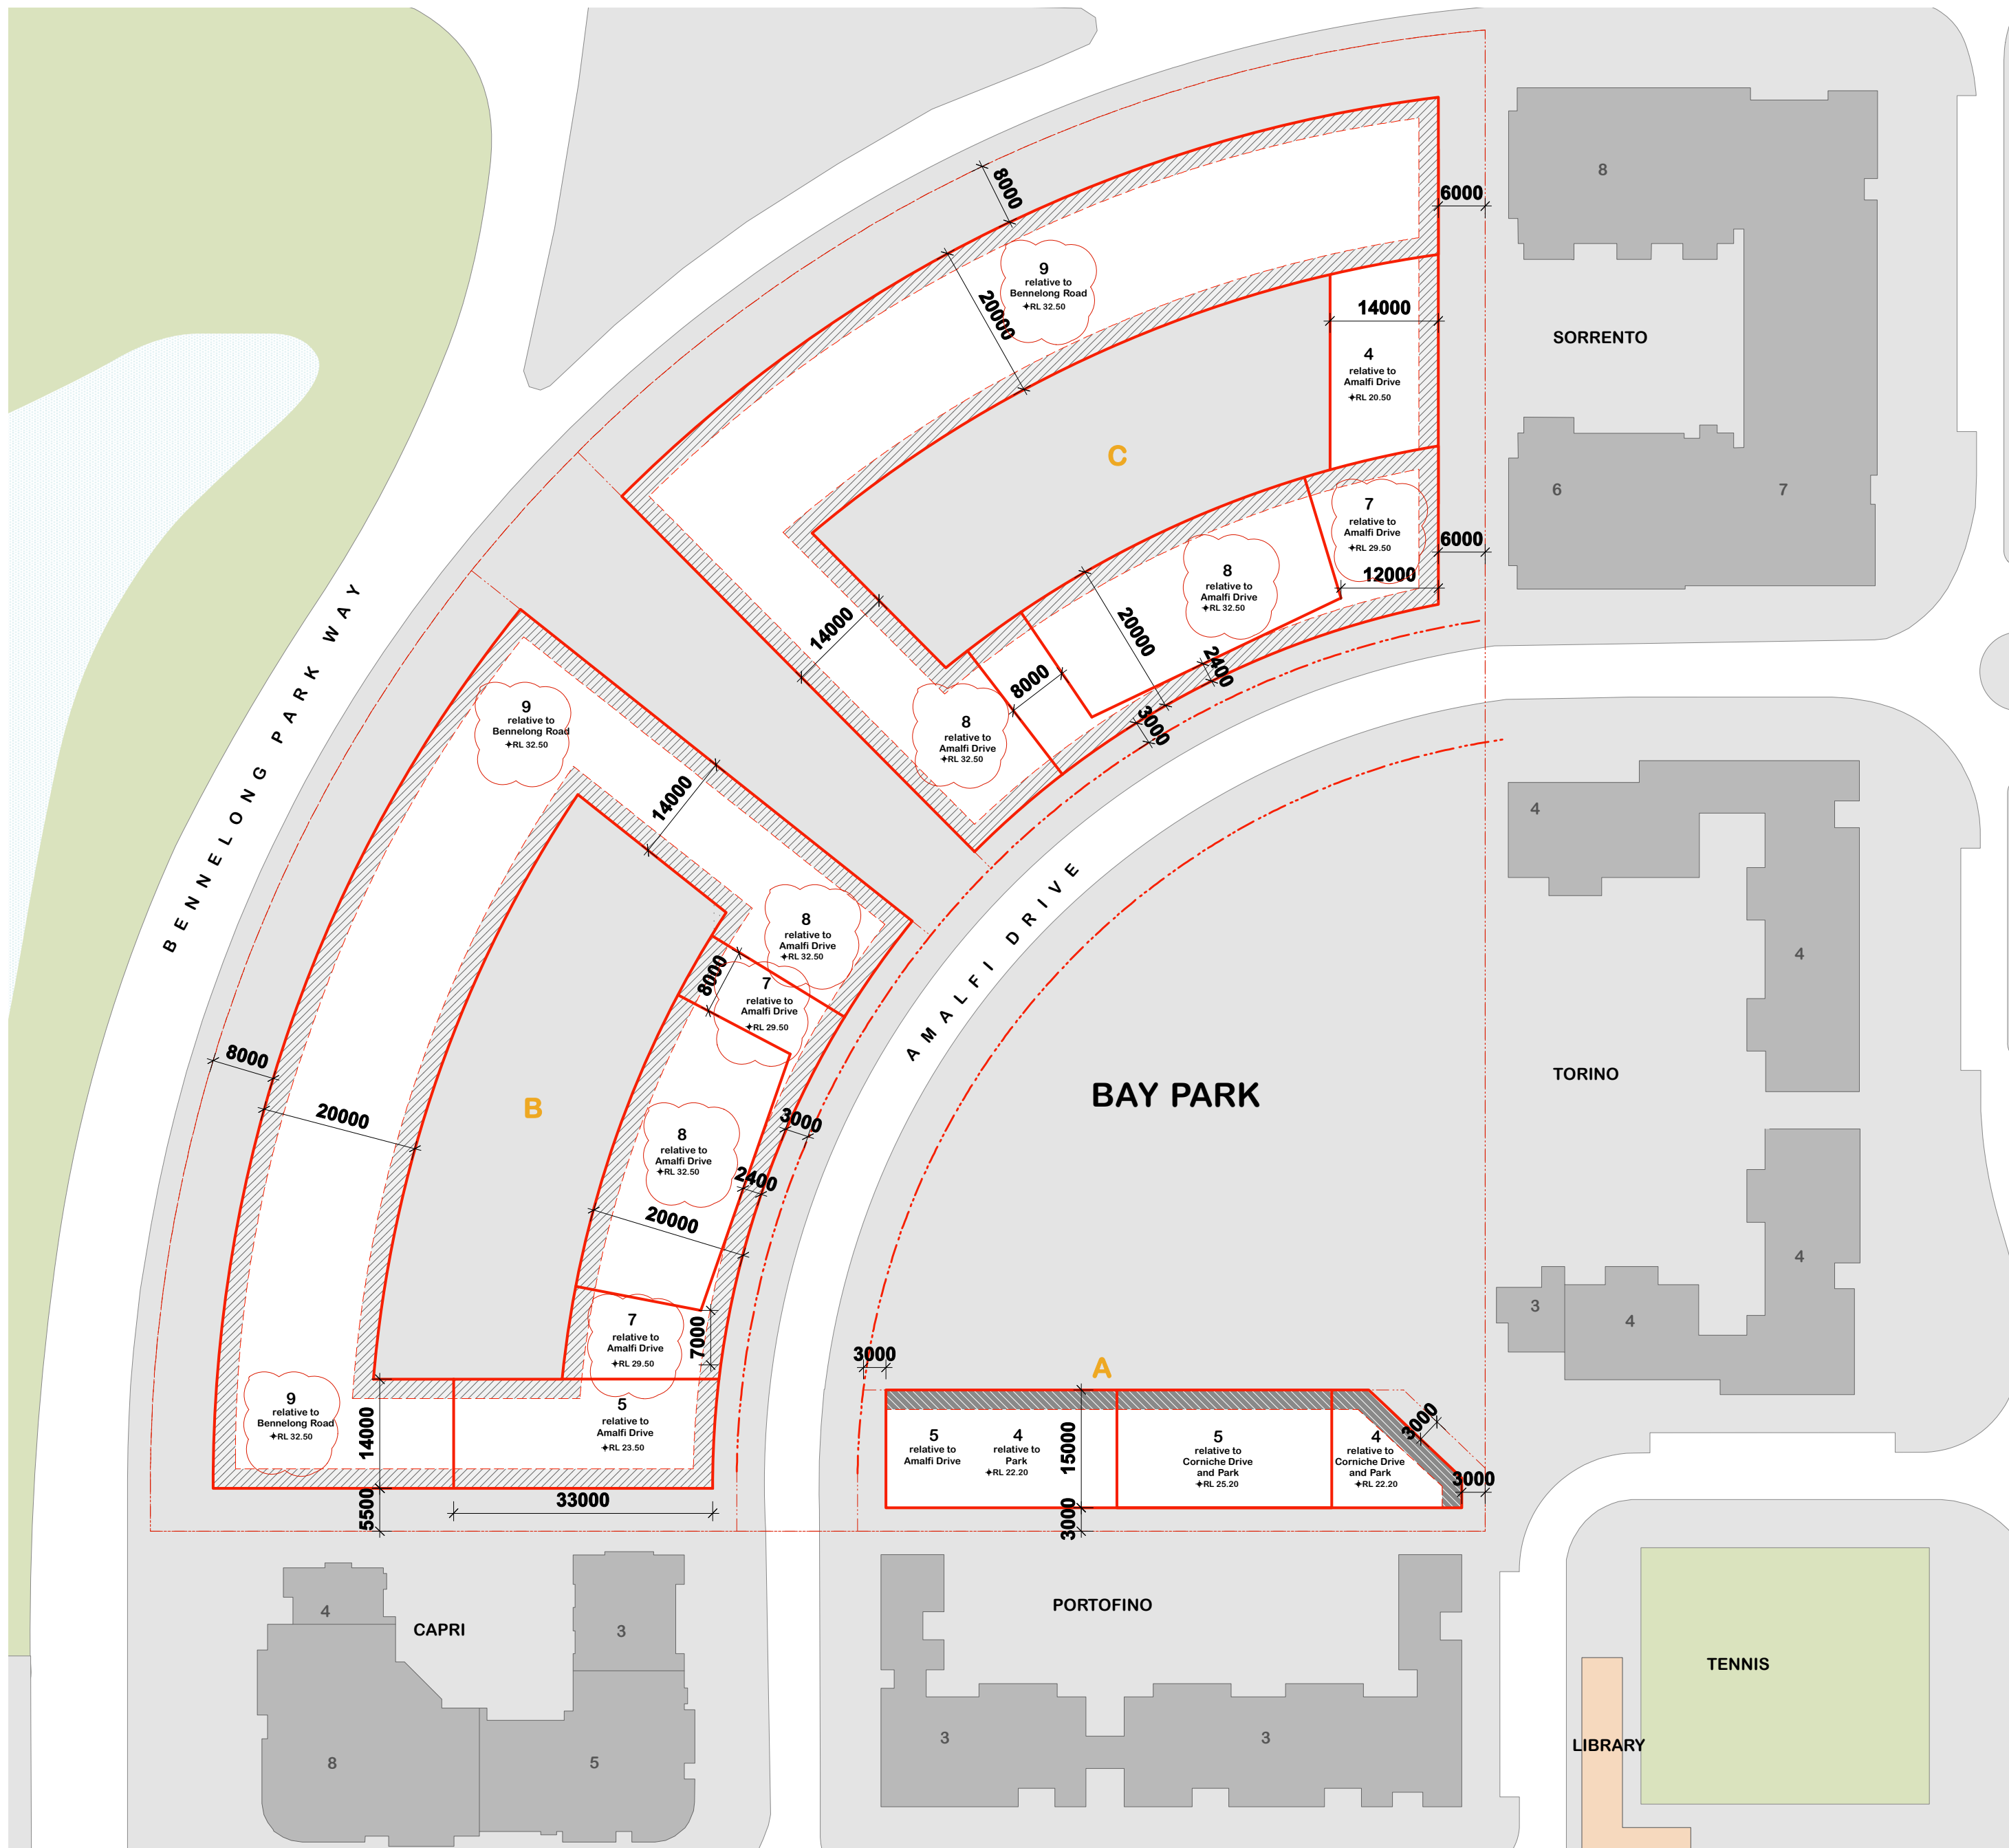 8000
6000
8
9
relative to
Bennelong Road
RL 32.50
20000
14000
SORRENTO
4
relative to
Amalfi Drive
RL 20.50
C
6
7
7
relative to
Amalfi Drive
RL 29.50
6000
12000
8
relative to
Amalfi Drive
RL 32.50
20000
14000
2400
8000
3000
8
relative to
Amalfi Drive
RL 32.50
BENNELONG PARK WAY
9
relative to
Bennelong Road
RL 32.50
14000
4
8
relative to
Amalfi Drive
RL 32.50
4
8000
7
relative to
Amalfi Drive
RL 29.50
AMALFI DRIVE
TORINO
BAY PARK
8000
20000
B
3000
8
relative to
Amalfi Drive
RL 32.50
2400
20000
4
3
4
7
relative to
Amalfi Drive
RL 29.50
7000
3000
A
9
relative to
Bennelong Road
RL 32.50
14000
5
relative to
Amalfi Drive
RL 23.50
5
relative to
Amalfi Drive
4
relative to
Park
RL 22.20
15000
5
relative to
Corniche Drive
and Park
RL 25.20
4
relative to
Corniche Drive
and Park
RL 22.20
3000
3000
33000
5500
3000
4
CAPRI
3
PORTOFINO
TENNIS
8
5
3
3
LIBRARY